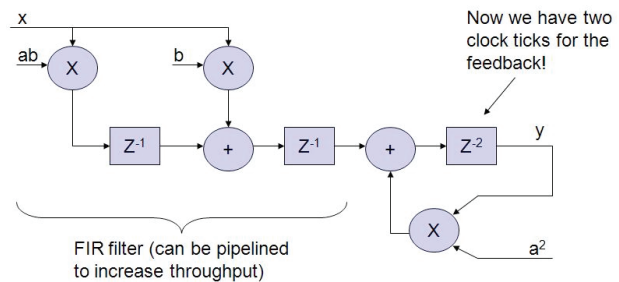 x
Now we have two
clock ticks for the
feedback!
ab
X
b
X
Z-1
+
Z-1
+
Z-2
y
X
a2
FIR filter (can be pipelined
to increase throughput)